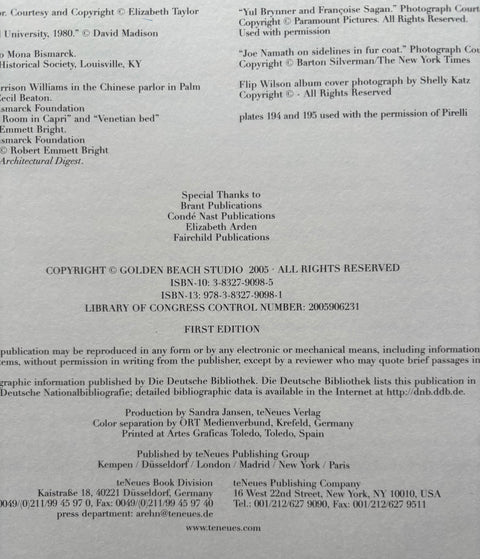 or. Courtesy and Copyright © Elizabeth Taylor
l University, 1980." © David Madison
o Mona Bismarck.
Historical Society, Louisville, KY
rrison Williams in the Chinese parlor in Palm
Cecil Beaton.
smarck Foundation
Room in Capri" and "Venetian bed"
Emmett Bright.
smarck Foundation
© Robert Emmett Bright
Architectural Digest.
"Yul Brynner and Françoise Sagan." Photograph Court
Copyright © Paramount Pictures. All Rights Reserved.
Used with permission
"Joe Namath on sidelines in fur coat." Photograph Cou
Copyright © Barton Silverman/The New York Times
Flip Wilson album cover photograph by Shelly Katz
Copyright © - All Rights Reserved
plates 194 and 195 used with the permission of Pirelli
Special Thanks to
Brant Publications
Condé Nast Publications
Elizabeth Arden
Fairchild Publications
COPYRIGHT © GOLDEN BEACH STUDIO 2005 · ALL RIGHTS RESERVED
ISBN-10: 3-8327-9098-5
ISBN-13: 978-3-8327-9098-1
LIBRARY OF CONGRESS CONTROL NUMBER: 2005906231
FIRST EDITION
publication may be reproduced in any form or by any electronic or mechanical means, including information
tems, without permission in writing from the publisher, except by a reviewer who may quote brief passages in
graphic information published by Die Deutsche Bibliothek. Die Deutsche Bibliothek lists this publication in
Deutsche Nationalbibliografie; detailed bibliographic data is available in the Internet at http://dnb.ddb.de.
Production by Sandra Jansen, teNeues Verlag
Color separation by ORT Medienverbund, Krefeld, Germany
Printed at Artes Graficas Toledo, Toledo, Spain
Published by teNeues Publishing Group
Kempen / Düsseldorf / London / Madrid / New York / Paris
teNeues Book Division
Kaistraße 18, 40221 Düsseldorf, Germany
0049/(0)211/99 45 97 0, Fax: 0049/(0)211/99 45 97 40
press department: arehn@teneues.de
teNeues Publishing Company
16 West 22nd Street, New York, NY 10010, USA
Tel.: 001/212/627 9090, Fax: 001/212/627 9511
www.teneues.com